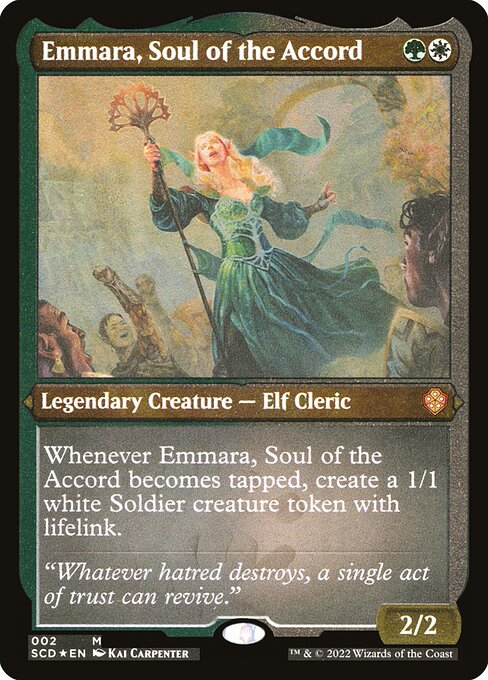 Emmara, Soul of the Accord
Legendary Creature — Elf Cleric
Whenever Emmara, Soul of the
Accord becomes tapped, create a 1/1
white Soldier creature token with
lifelink.
“Whatever hatred destroys, a single act
of trust can revive.”
2/2
002 M
SCD★EN Kai Carpenter
™ & © 2022 Wizards of the Coast